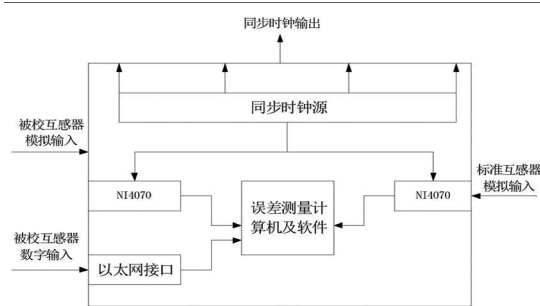 同步时钟输出
同步时钟源
被校互感器
模拟输入
标准互感器
模拟输入
NI4070
误差测量计
算机及软件
NI4070
被校互感器
数字输入
以太网接口